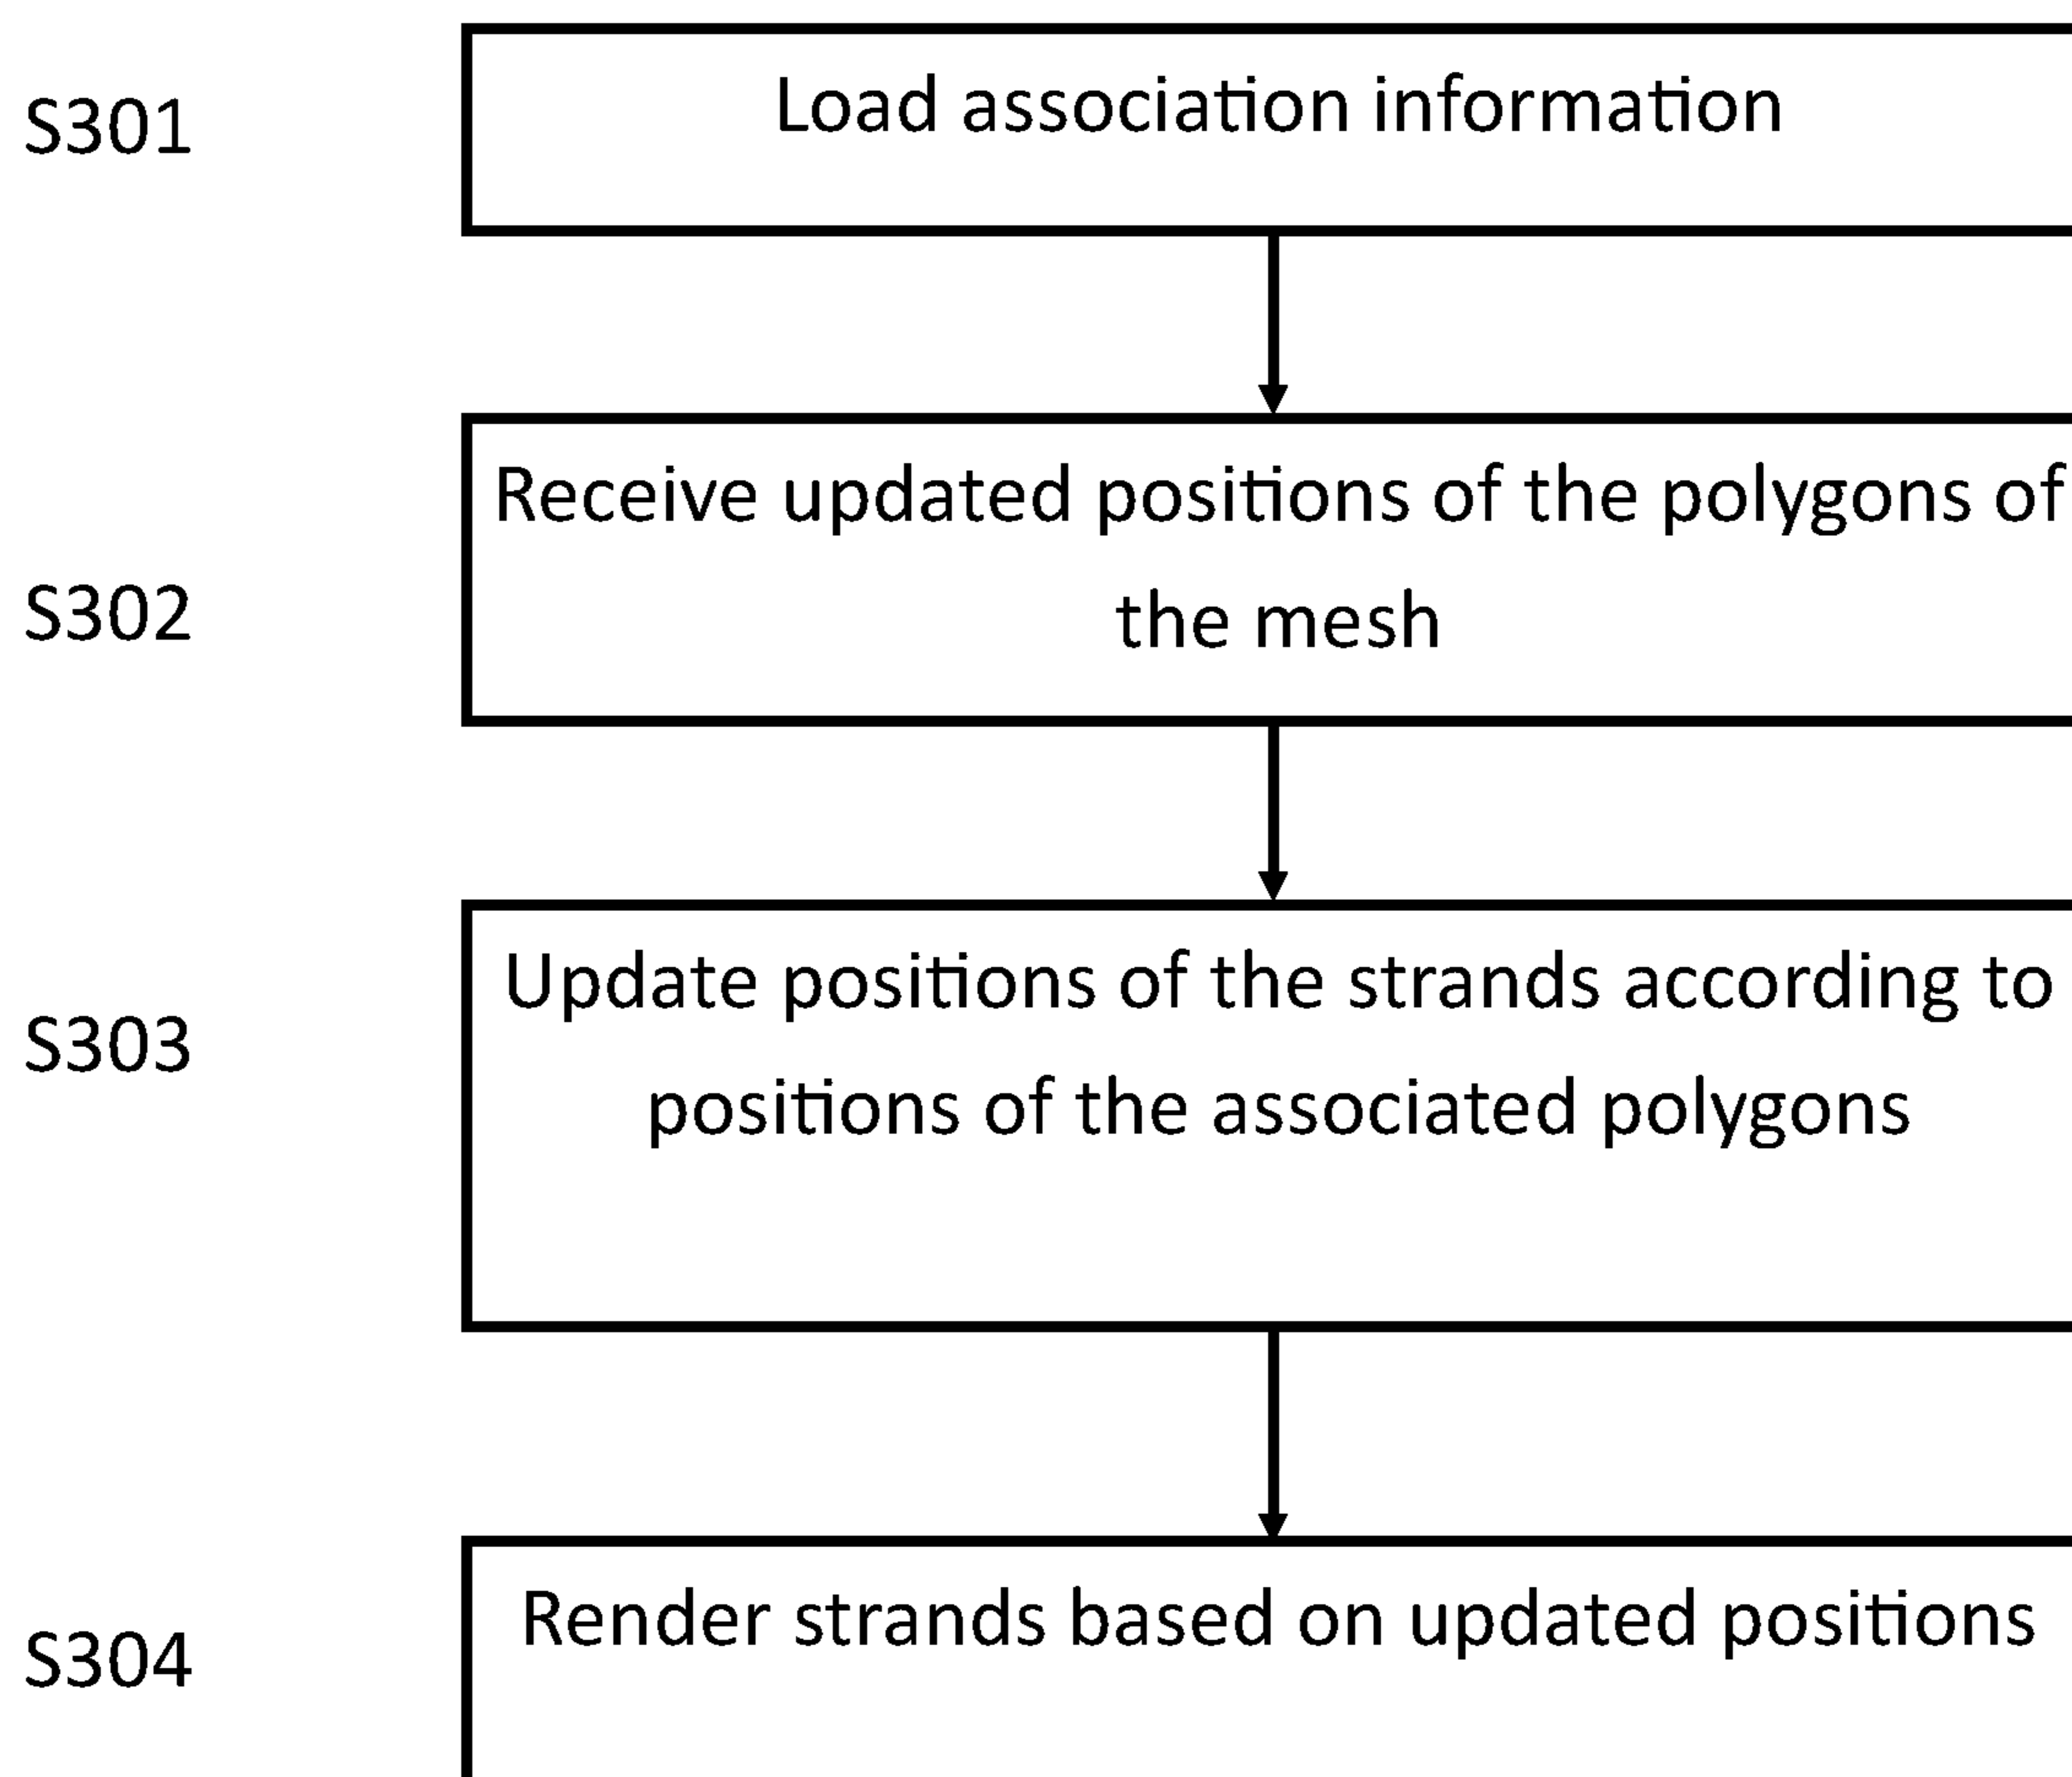 S301
Load association information
S302
Receive updated positions of the polygons of
the mesh
S303
Update positions of the strands according to
positions of the associated polygons
S304
Render strands based on updated positions